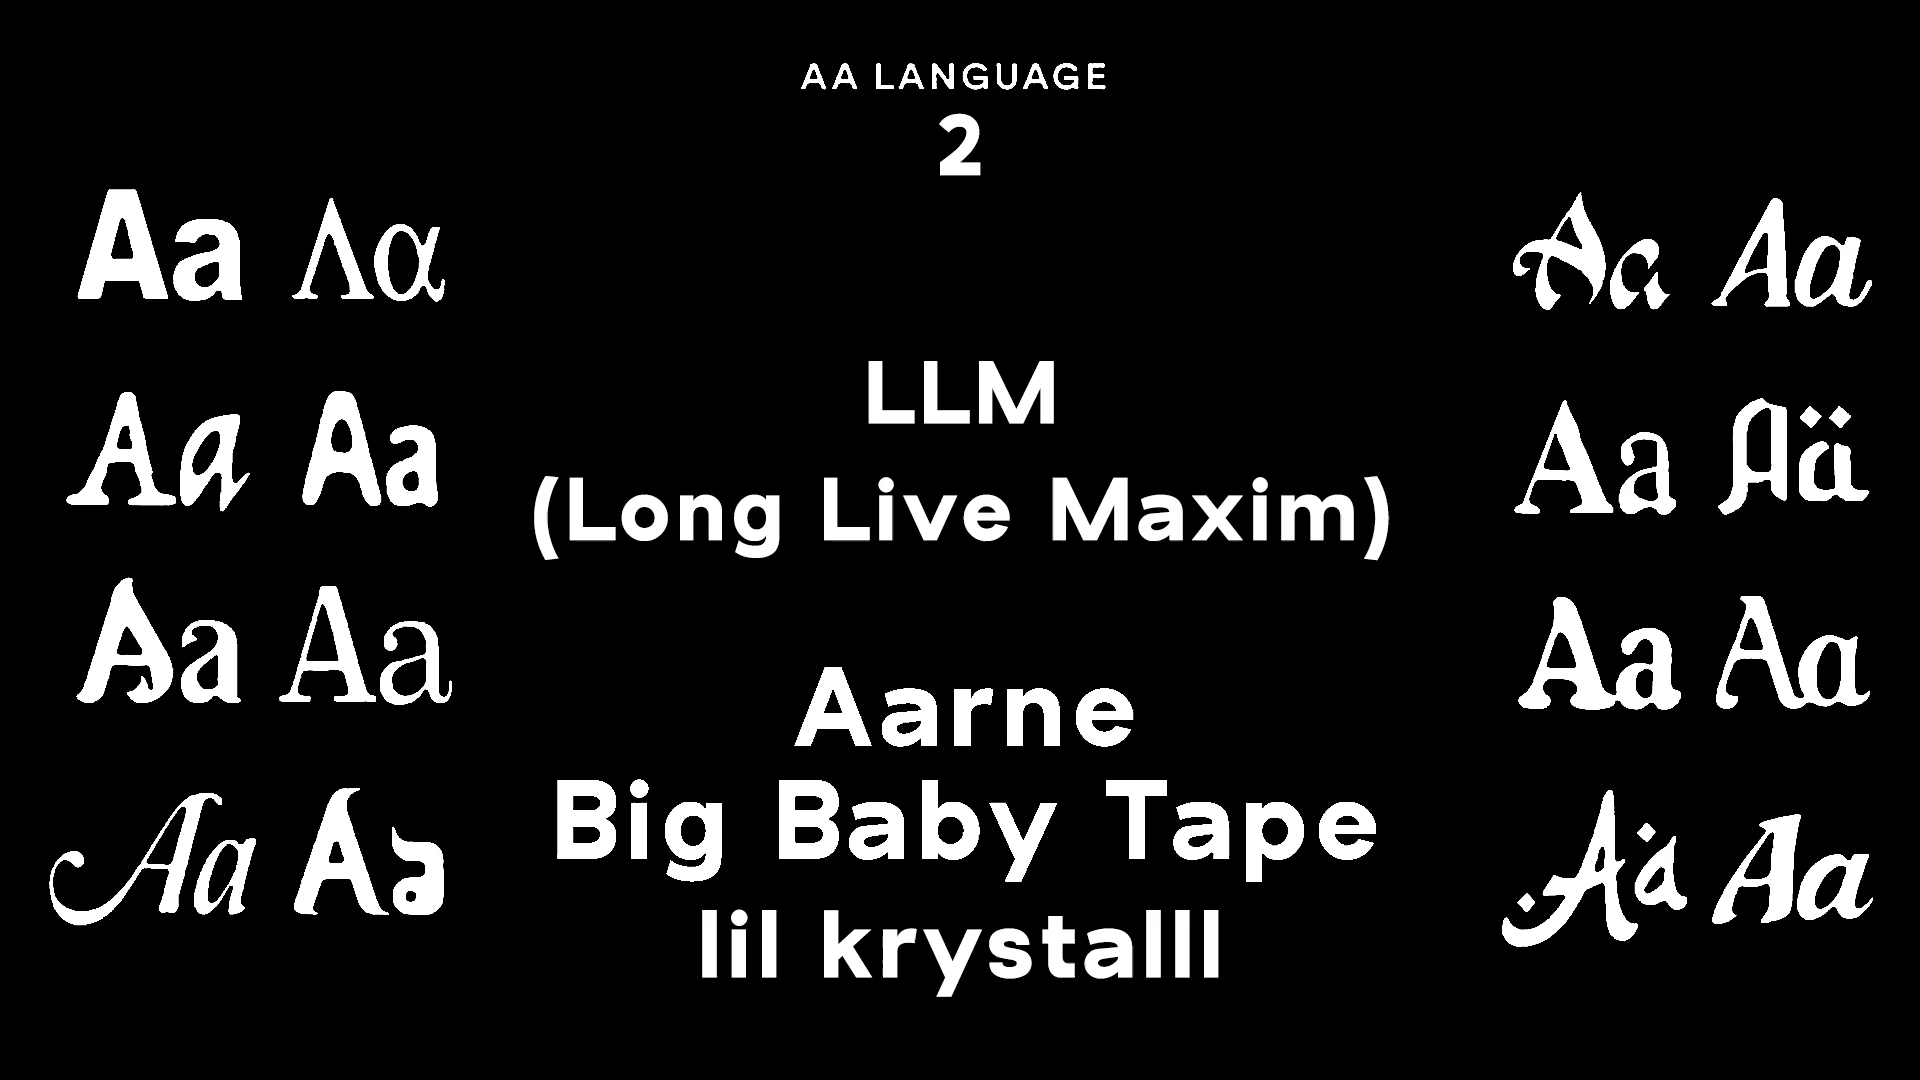 AA LANGUAGE
2
Aa Λα
Aa Aa
Aa Aa
Aa Aa
LLM
(Long Live Maxim)
Aarne
Big Baby Tape
lil krystalll
Aa Aa
Aa Aä
Aa Aa
Aȧ Aa